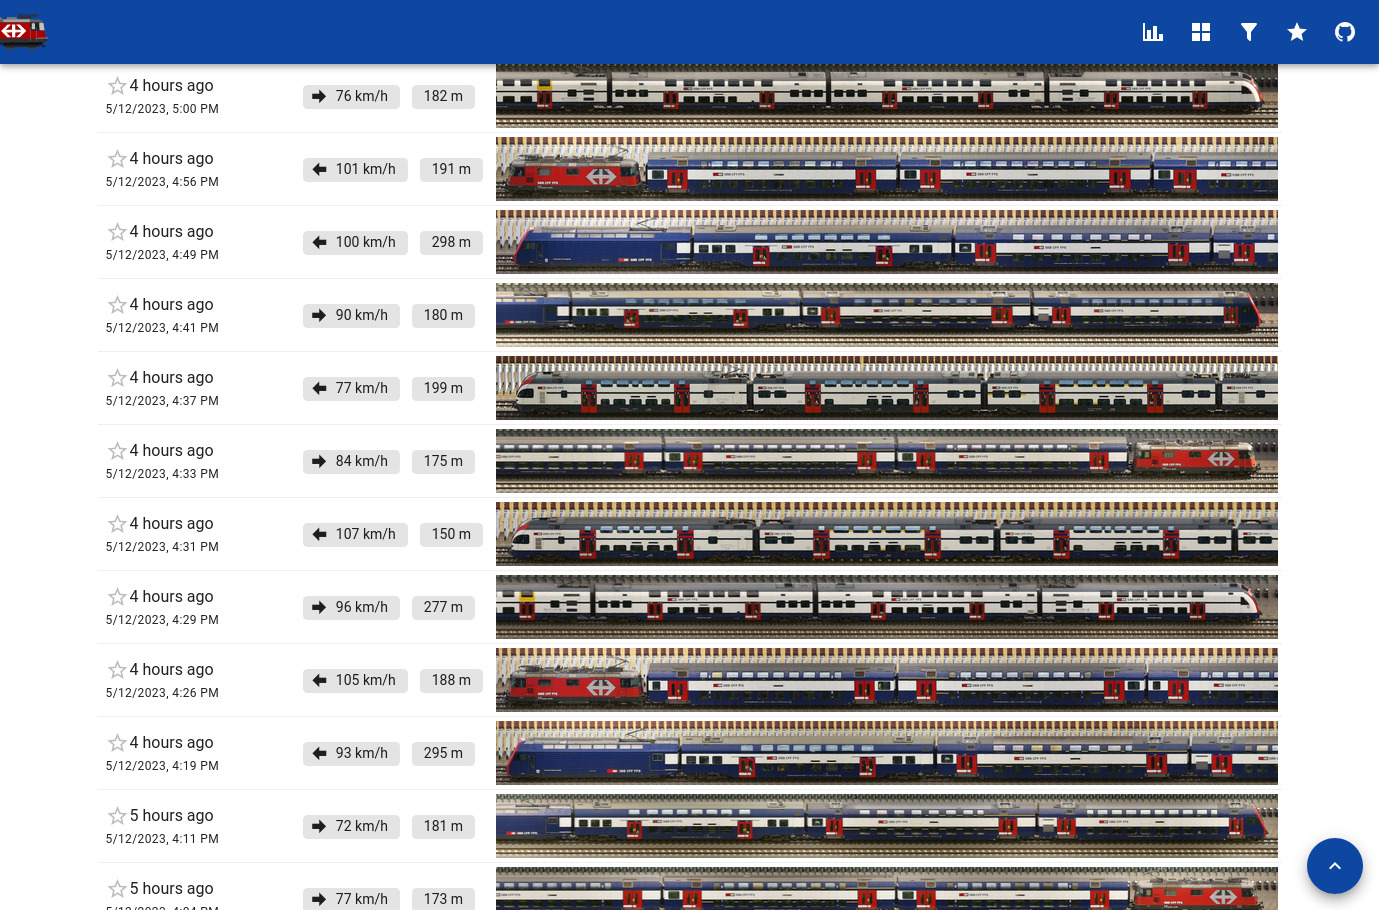 4 hours ago
5/12/2023, 5:00 PM
76 km/h
182 m
4 hours ago
5/12/2023, 4:56 PM
101 km/h
191 m
4 hours ago
5/12/2023, 4:49 PM
100 km/h
298 m
4 hours ago
5/12/2023, 4:41 PM
90 km/h
180 m
4 hours ago
5/12/2023, 4:37 PM
77 km/h
199 m
4 hours ago
5/12/2023, 4:33 PM
84 km/h
175 m
4 hours ago
5/12/2023, 4:31 PM
107 km/h
150 m
4 hours ago
5/12/2023, 4:29 PM
96 km/h
277 m
4 hours ago
5/12/2023, 4:26 PM
105 km/h
188 m
4 hours ago
5/12/2023, 4:19 PM
93 km/h
295 m
5 hours ago
5/12/2023, 4:11 PM
72 km/h
181 m
5 hours ago
77 km/h
173 m